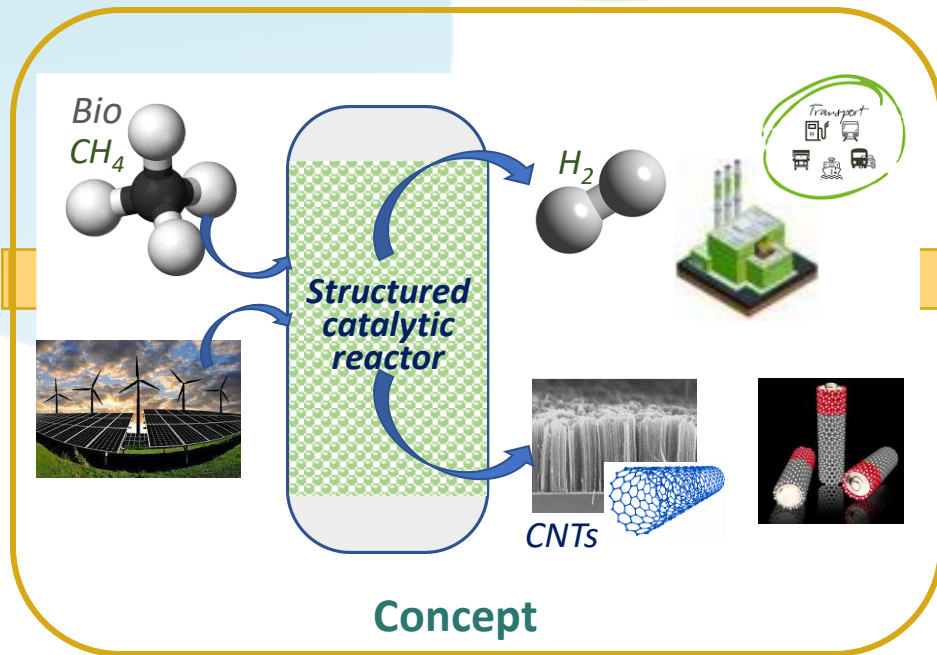 Bio
CH₄
H₂
Transport
Structured
catalytic
reactor
CNTs
Concept